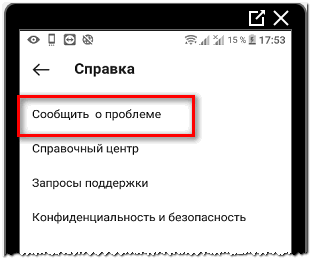 15 % 17:53
Справка
Сообщить о проблеме
Справочный центр
Запросы поддержки
Конфиденциальность и безопасность